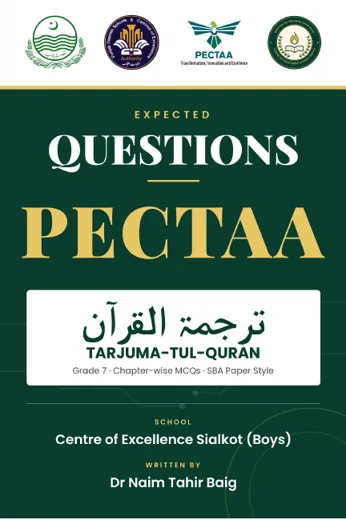 PECTAA
Transformation, Innovation and Excellence
EXPECTED
QUESTIONS
PECTAA
ترجمۃ القرآن
TARJUMA-TUL-QURAN
Grade 7 · Chapter-wise MCQs · SBA Paper Style
SCHOOL
Centre of Excellence Sialkot (Boys)
WRITTEN BY
Dr Naim Tahir Baig